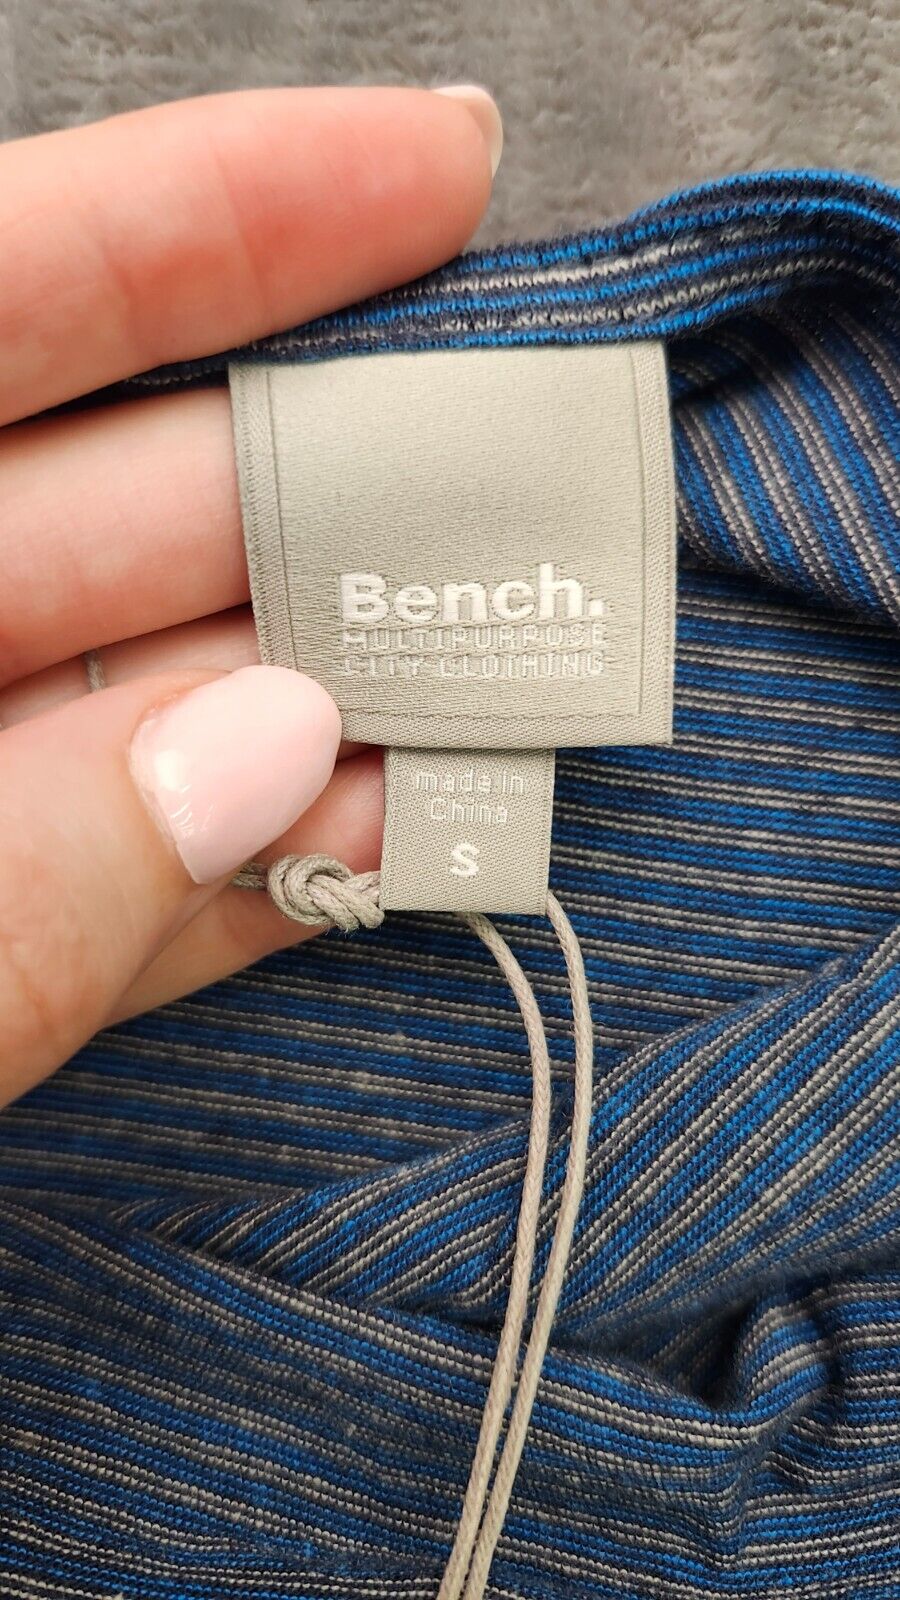 Bench.
MULTIPURPOSE
CITY CLOTHING
made in
China
S